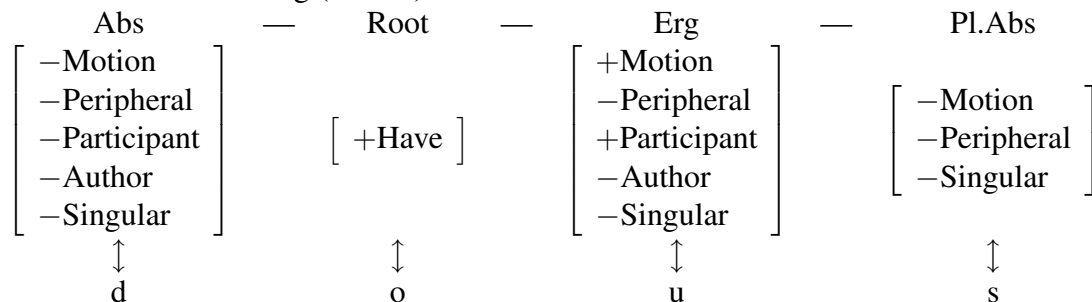 Abs — Root — Erg — Pl.Abs
−Motion +Motion
−Peripheral −Peripheral −Motion
−Participant +Have +Participant −Peripheral
−Author −Author −Singular
−Singular −Singular
↕ ↕ ↕ ↕
d o u s